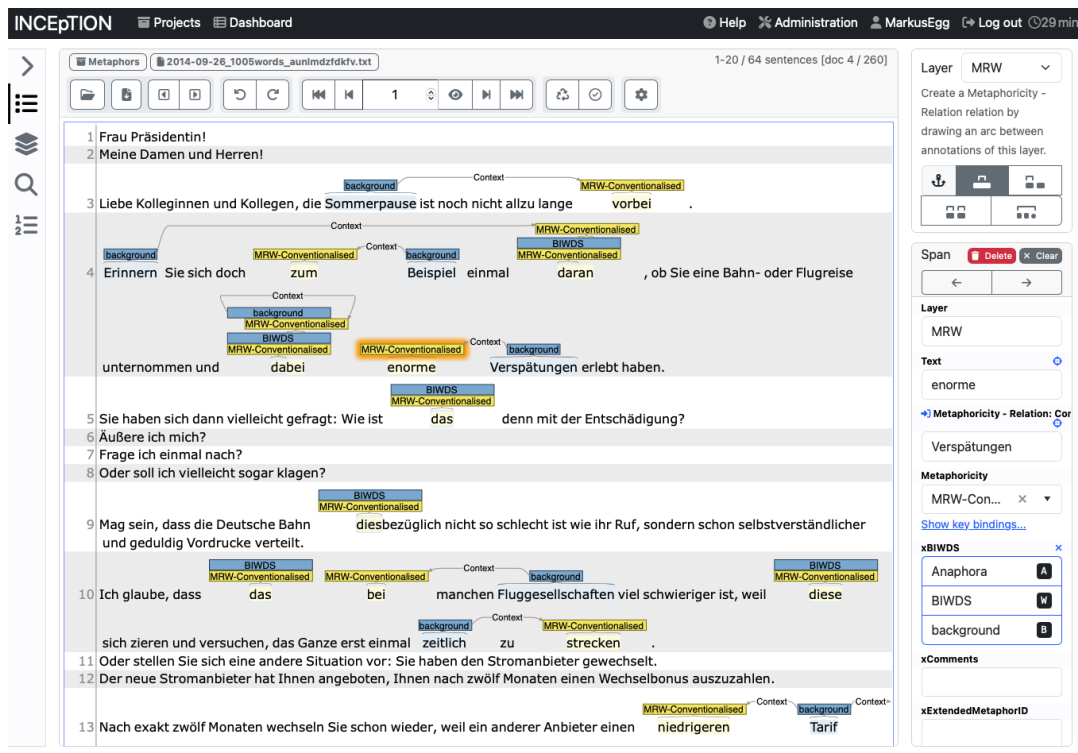 INCEpTION Projects Dashboard Help Administration MarkusEgg Log out 29 min
Metaphors 2014-09-26_1005words_aunlmdzfdkfv.txt 1-20 / 64 sentences [doc 4 / 260]
1
1 Frau Präsidentin!
2 Meine Damen und Herren!
Context
background MRW-Conventionalised
3 Liebe Kolleginnen und Kollegen, die Sommerpause ist noch nicht allzu lange vorbei .
Context
MRW-Conventionalised
Context BIWDS
background MRW-Conventionalised background MRW-Conventionalised
4 Erinnern Sie sich doch zum Beispiel einmal daran , ob Sie eine Bahn- oder Flugreise
Context
background
MRW-Conventionalised
BIWDS Context
MRW-Conventionalised MRW-Conventionalised background
unternommen und dabei enorme Verspätungen erlebt haben.
BIWDS
MRW-Conventionalised
5 Sie haben sich dann vielleicht gefragt: Wie ist das denn mit der Entschädigung?
6 Äußere ich mich?
7 Frage ich einmal nach?
8 Oder soll ich vielleicht sogar klagen?
BIWDS
MRW-Conventionalised
9 Mag sein, dass die Deutsche Bahn diesbezüglich nicht so schlecht ist wie ihr Ruf, sondern schon selbstverständlicher
und geduldig Vordrucke verteilt.
BIWDS Context BIWDS
MRW-Conventionalised MRW-Conventionalised background MRW-Conventionalised
10 Ich glaube, dass das bei manchen Fluggesellschaften viel schwieriger ist, weil diese
Context
background MRW-Conventionalised
sich zieren und versuchen, das Ganze erst einmal zeitlich zu strecken .
11 Oder stellen Sie sich eine andere Situation vor: Sie haben den Stromanbieter gewechselt.
12 Der neue Stromanbieter hat Ihnen angeboten, Ihnen nach zwölf Monaten einen Wechselbonus auszuzahlen.
Context Context
MRW-Conventionalised background
13 Nach exakt zwölf Monaten wechseln Sie schon wieder, weil ein anderer Anbieter einen niedrigeren Tarif
Layer MRW
Create a Metaphoricity -
Relation relation by
drawing an arc between
annotations of this layer.
Span Delete Clear
Layer
MRW
Text
enorme
Metaphoricity - Relation: Cor
Verspätungen
Metaphoricity
MRW-Con...
Show key bindings...
xBIWDS
Anaphora A
BIWDS W
background B
xComments
xExtendedMetaphorID